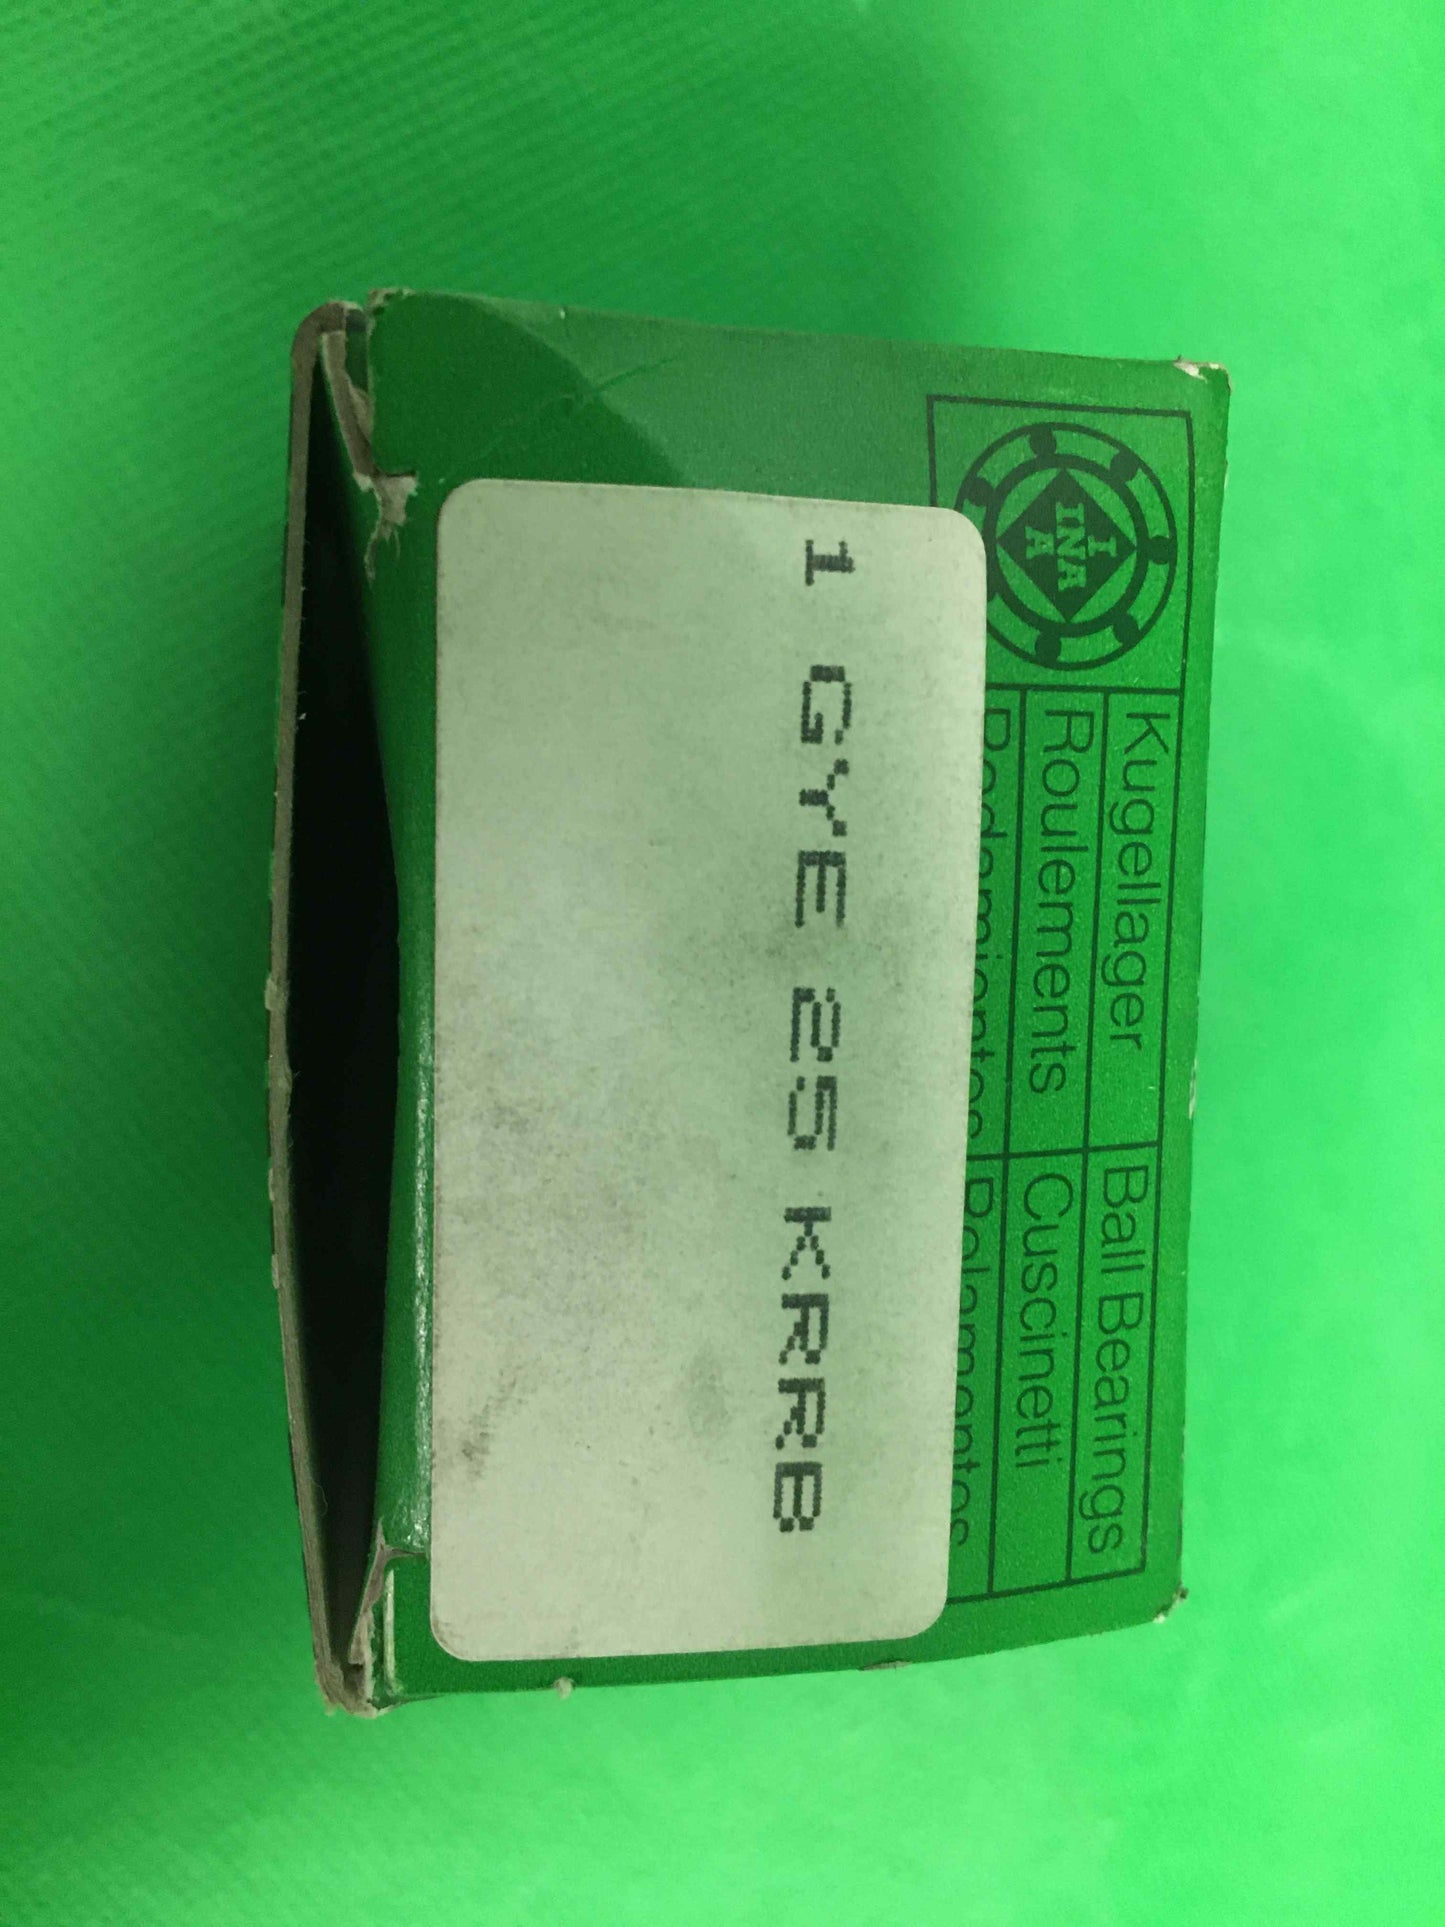 I
INA
A
Kugellager Ball Bearings
Roulements Cuscinetti
1 GYE 25 KRRB